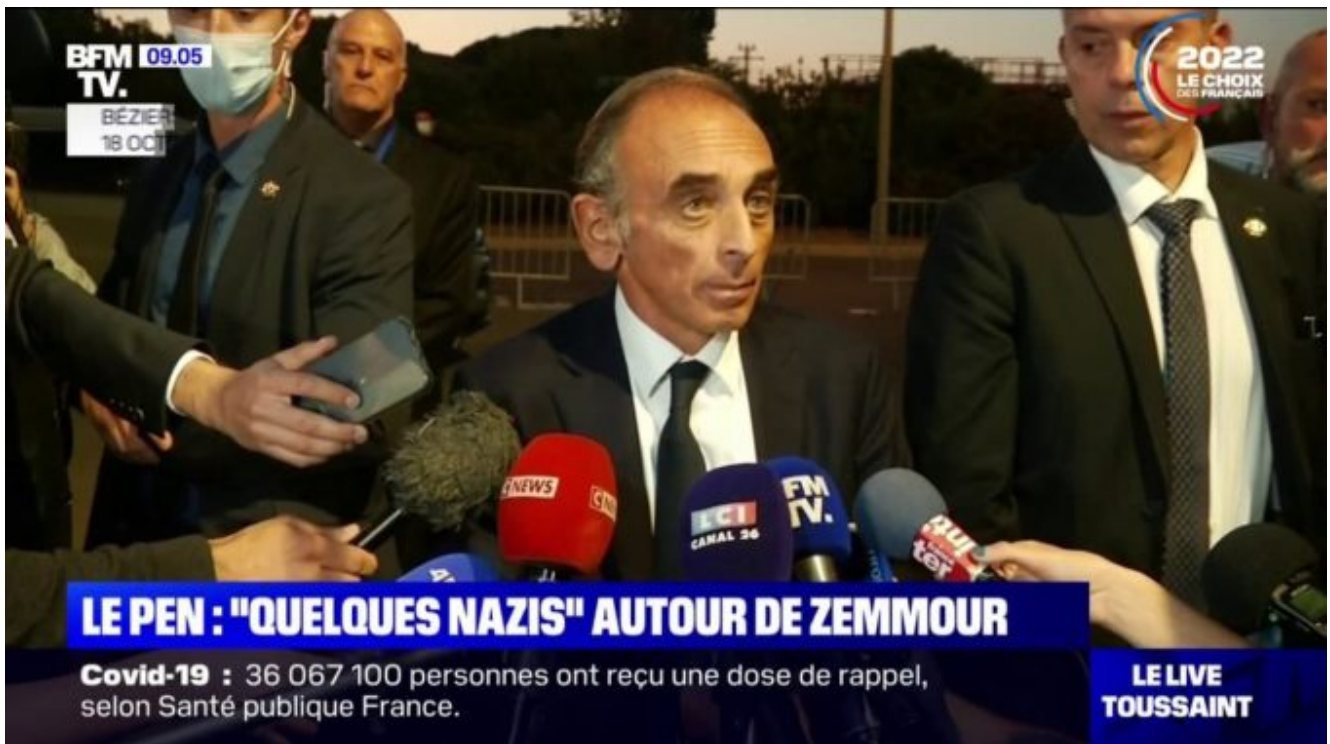 BFM
TV.
09.05
BÉZIER
18 OCT
2022
LE CHOIX
DES FRANÇAIS
CNEWS
LCI
CANAL 26
BFM
TV.
inter
LE PEN : "QUELQUES NAZIS" AUTOUR DE ZEMMOUR
Covid-19 : 36 067 100 personnes ont reçu une dose de rappel,
selon Santé publique France.
LE LIVE
TOUSSAINT